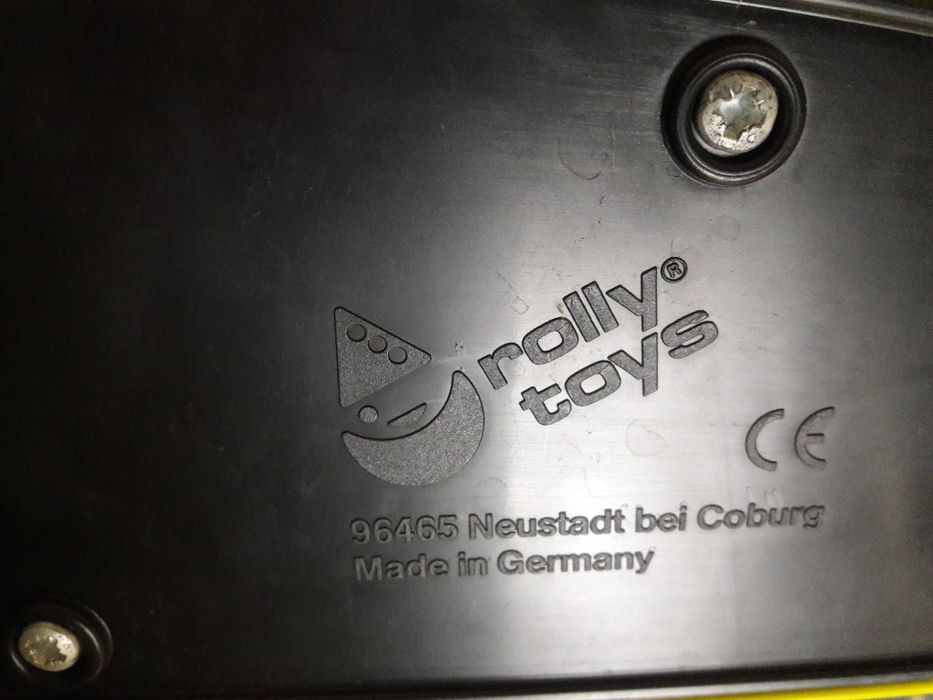 rolly®
toys
CE
96465 Neustadt bei Coburg
Made in Germany